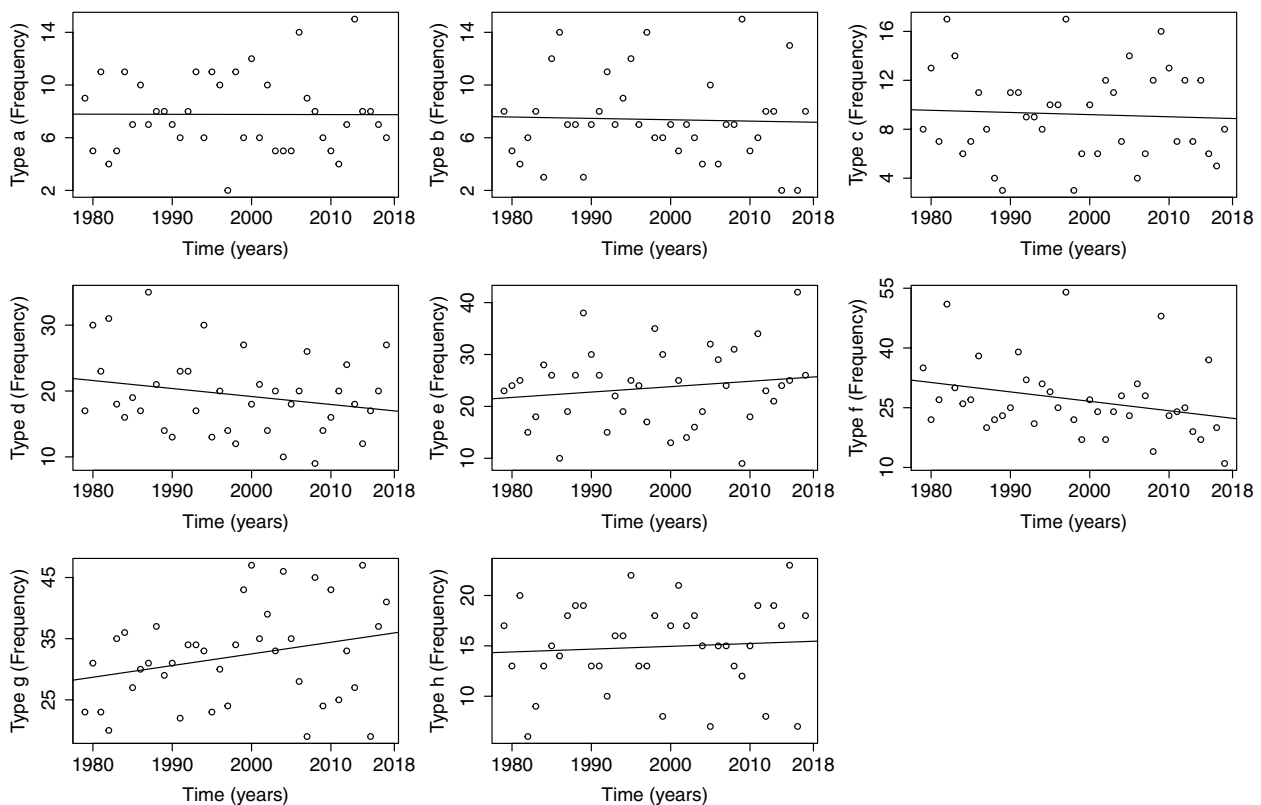 Type a (Frequency)
2 6 10 14
1980 1990 2000 2010 2018
Time (years)
Type b (Frequency)
2 6 10 14
1980 1990 2000 2010 2018
Time (years)
Type c (Frequency)
4 8 12 16
1980 1990 2000 2010 2018
Time (years)
Type d (Frequency)
10 20 30
1980 1990 2000 2010 2018
Time (years)
Type e (Frequency)
10 20 30 40
1980 1990 2000 2010 2018
Time (years)
Type f (Frequency)
10 25 40 55
1980 1990 2000 2010 2018
Time (years)
Type g (Frequency)
25 35 45
1980 1990 2000 2010 2018
Time (years)
Type h (Frequency)
10 15 20
1980 1990 2000 2010 2018
Time (years)